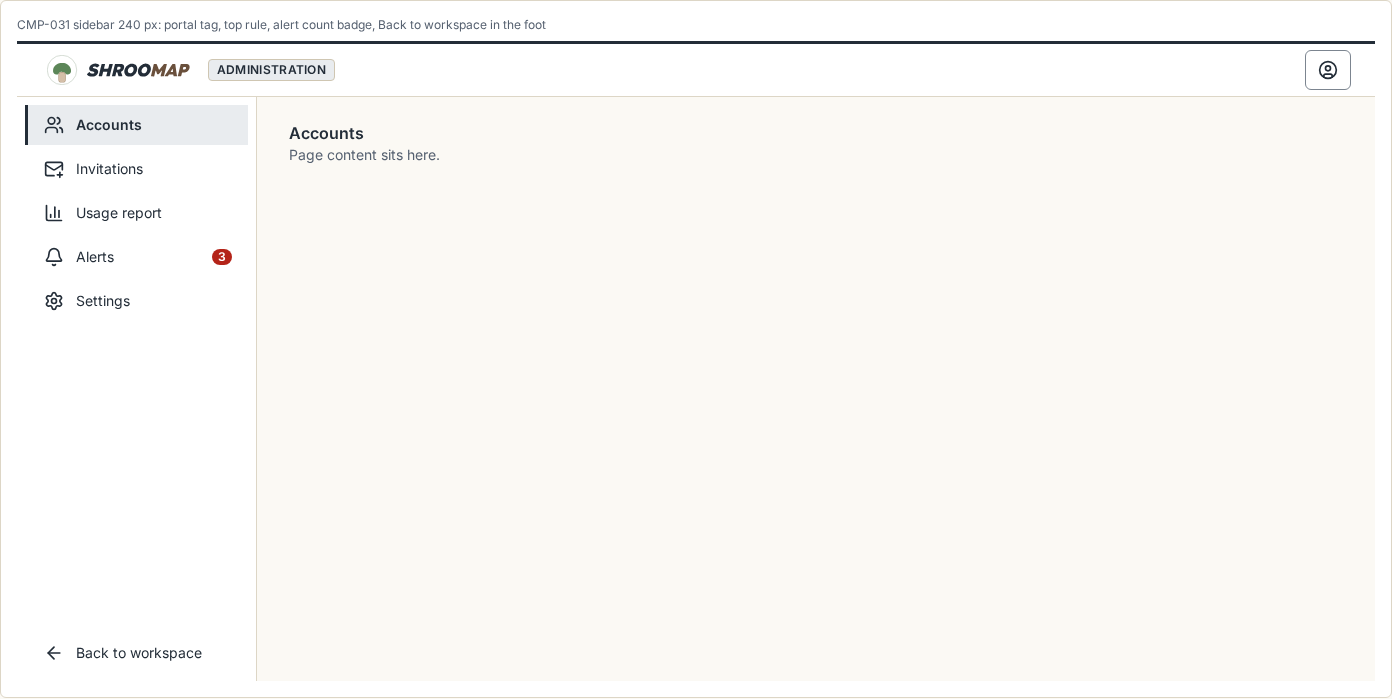 CMP-031 sidebar 240 px: portal tag, top rule, alert count badge, Back to workspace in the foot
SHROOMAP
ADMINISTRATION
Accounts
Invitations
Usage report
Alerts
3
Settings
Back to workspace
Accounts
Page content sits here.